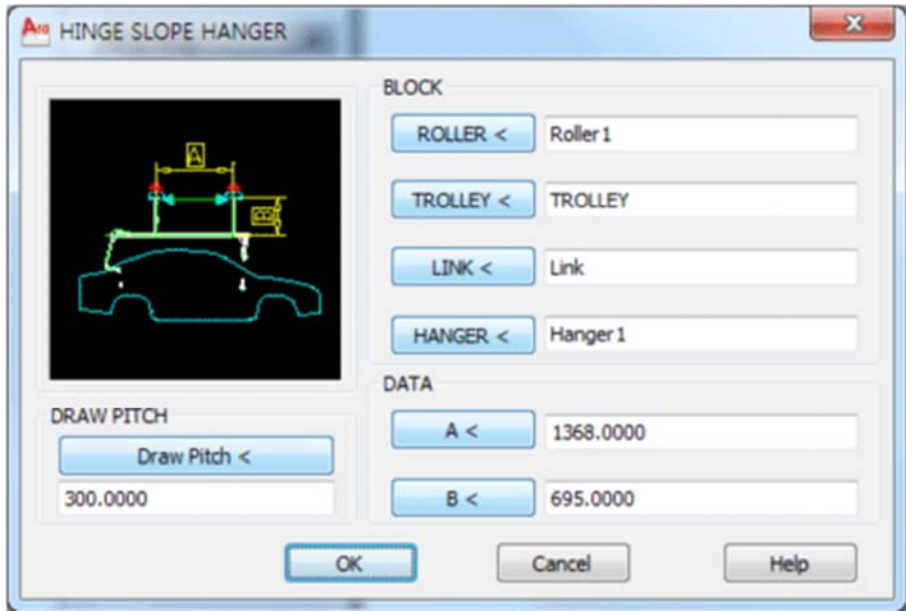 HINGE SLOPE HANGER
BLOCK
ROLLER < Roller1
TROLLEY < TROLLEY
LINK < Link
HANGER < Hanger1
A
B
DRAW PITCH
Draw Pitch <
300.0000
DATA
A < 1368.0000
B < 695.0000
OK Cancel Help